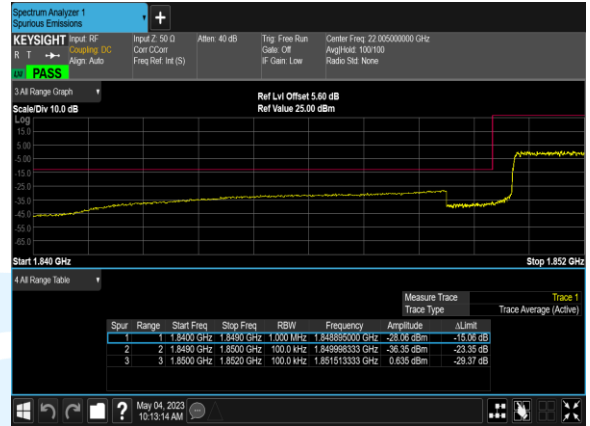 Spectrum Analyzer 1
Spurious Emissions
KEYSIGHT Input: RF Input Z: 50 Ω Atten: 40 dB Trig: Free Run Center Freq: 22.005000000 GHz
R T Coupling: DC Corr CCorr Gate: Off Avg|Hold: 100/100
Align: Auto Freq Ref: Int (S) IF Gain: Low Radio Std: None
PASS
3 All Range Graph
Ref Lvl Offset 5.60 dB
Scale/Div 10.0 dB Ref Value 25.00 dBm
Log
15.0
5.00
-5.00
-15.0
-25.0
-35.0
-45.0
-55.0
-65.0
Start 1.840 GHz Stop 1.852 GHz
4 All Range Table
Measure Trace Trace 1
Trace Type Trace Average (Active)
Spur Range Start Freq Stop Freq RBW Frequency Amplitude ΔLimit
1 1 1.8400 GHz 1.8490 GHz 1.000 MHz 1.848895000 GHz -28.06 dBm -15.06 dB
2 2 1.8490 GHz 1.8500 GHz 100.0 kHz 1.849998333 GHz -36.35 dBm -23.35 dB
3 3 1.8500 GHz 1.8520 GHz 100.0 kHz 1.851513333 GHz 0.635 dBm -29.37 dB
?
May 04, 2023
10:13:14 AM